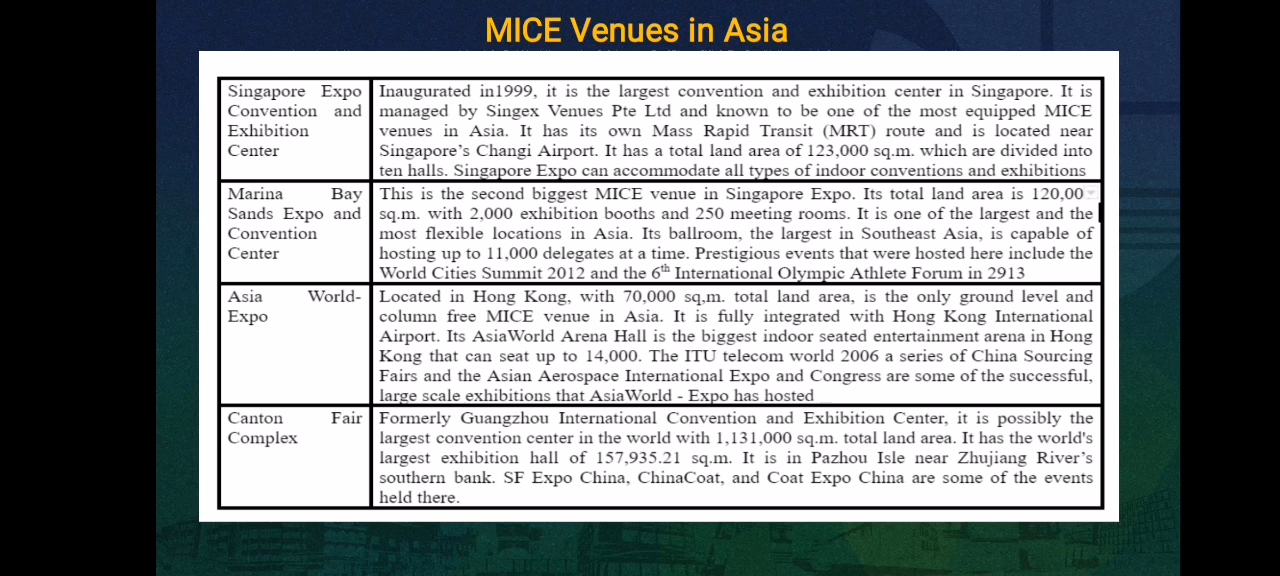 MICE Venues in Asia
Singapore Expo
Convention and
Exhibition
Center
Inaugurated in1999, it is the largest convention and exhibition center in Singapore. It is
managed by Singex Venues Pte Ltd and known to be one of the most equipped MICE
venues in Asia. It has its own Mass Rapid Transit (MRT) route and is located near
Singapore's Changi Airport. It has a total land area of 123,000 sq.m. which are divided into
ten halls. Singapore Expo can accommodate all types of indoor conventions and exhibitions
Marina Bay
Sands Expo and
Convention
Center
This is the second biggest MICE venue in Singapore Expo. Its total land area is 120,00
sq.m. with 2,000 exhibition booths and 250 meeting rooms. It is one of the largest and the
most flexible locations in Asia. Its ballroom, the largest in Southeast Asia, is capable of
hosting up to 11,000 delegates at a time. Prestigious events that were hosted here include the
World Cities Summit 2012 and the 6th International Olympic Athlete Forum in 2913
Asia World-
Expo
Located in Hong Kong, with 70,000 sq,m. total land area, is the only ground level and
column free MICE venue in Asia. It is fully integrated with Hong Kong International
Airport. Its AsiaWorld Arena Hall is the biggest indoor seated entertainment arena in Hong
Kong that can seat up to 14,000. The ITU telecom world 2006 a series of China Sourcing
Fairs and the Asian Aerospace International Expo and Congress are some of the successful,
large scale exhibitions that AsiaWorld - Expo has hosted
Canton Fair
Complex
Formerly Guangzhou International Convention and Exhibition Center, it is possibly the
largest convention center in the world with 1,131,000 sq.m. total land area. It has the world's
largest exhibition hall of 157,935.21 sq.m. It is in Pazhou Isle near Zhujiang River's
southern bank. SF Expo China, ChinaCoat, and Coat Expo China are some of the events
held there.